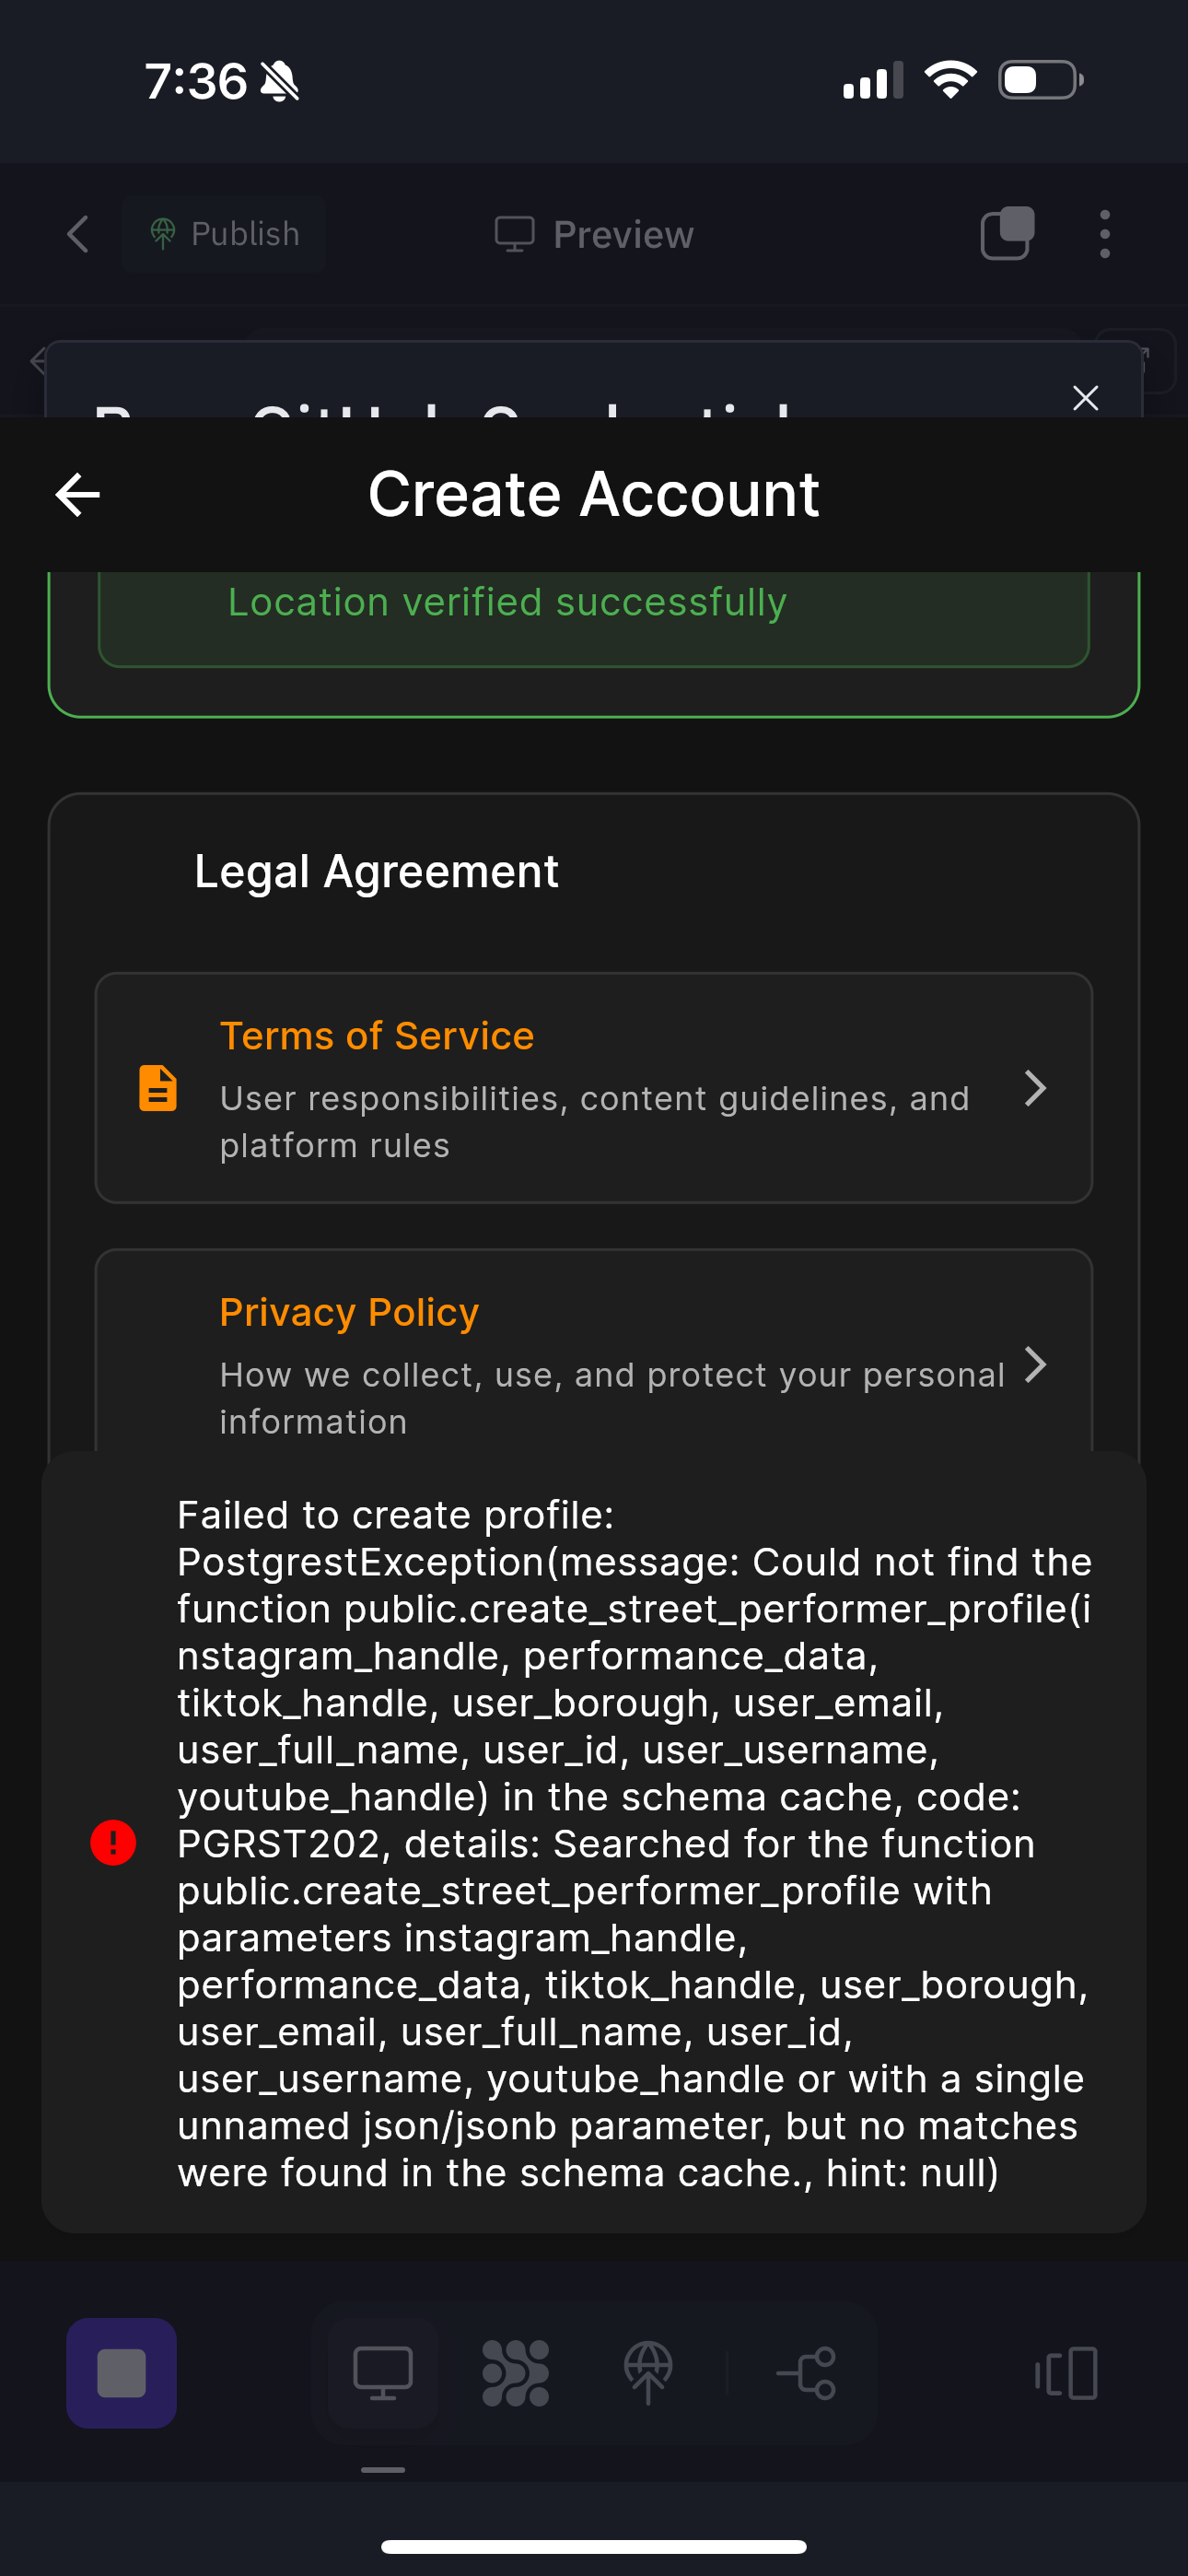 7:36
Publish
Preview
Create Account
Location verified successfully
Legal Agreement
Terms of Service
User responsibilities, content guidelines, and
platform rules
Privacy Policy
How we collect, use, and protect your personal
information
Failed to create profile:
PostgrestException(message: Could not find the
function public.create_street_performer_profile(i
nstagram_handle, performance_data,
tiktok_handle, user_borough, user_email,
user_full_name, user_id, user_username,
youtube_handle) in the schema cache, code:
PGRST202, details: Searched for the function
public.create_street_performer_profile with
parameters instagram_handle,
performance_data, tiktok_handle, user_borough,
user_email, user_full_name, user_id,
user_username, youtube_handle or with a single
unnamed json/jsonb parameter, but no matches
were found in the schema cache., hint: null)